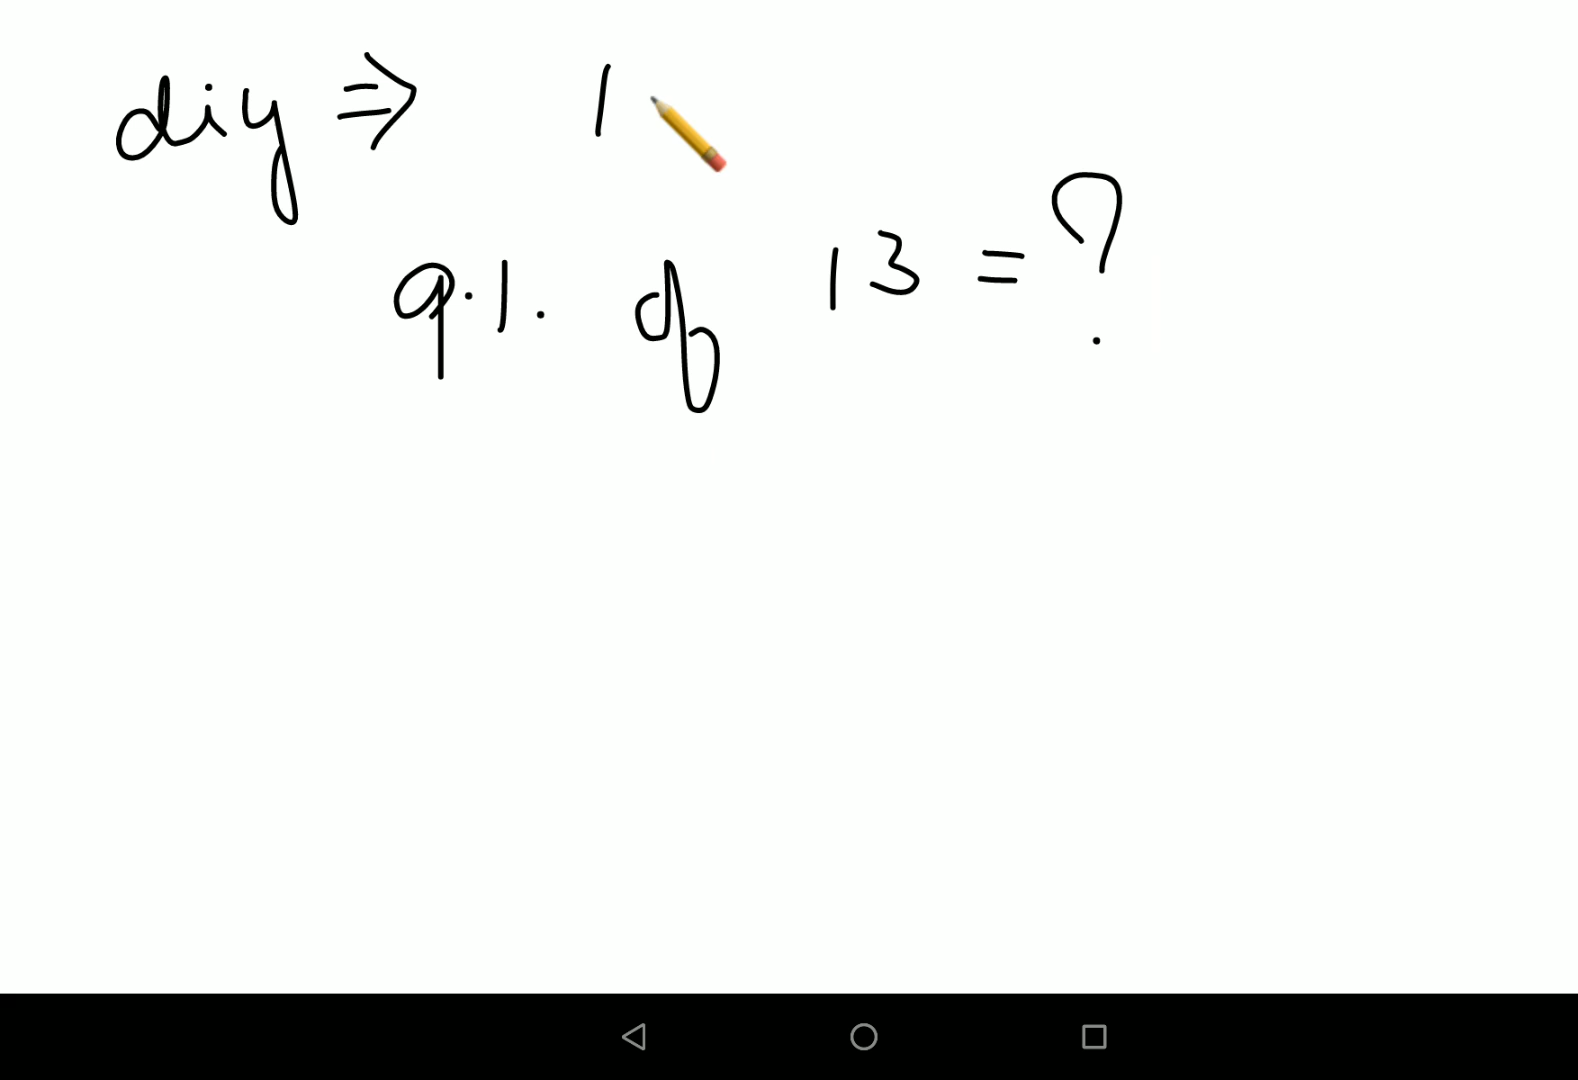 diy ⇒ 1
9% of 13 = ?